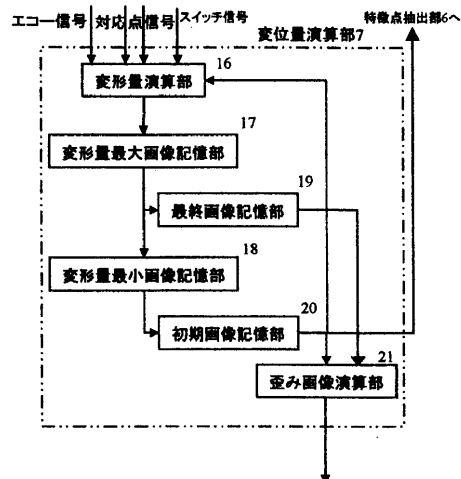 エコー信号 対応点信号 スイッチ信号
特徴点抽出部6へ
変位量演算部7
16
変形量演算部
17
変形量最大画像記憶部
19
最終画像記憶部
18
変形量最小画像記憶部
20
初期画像記憶部
21
歪み画像演算部